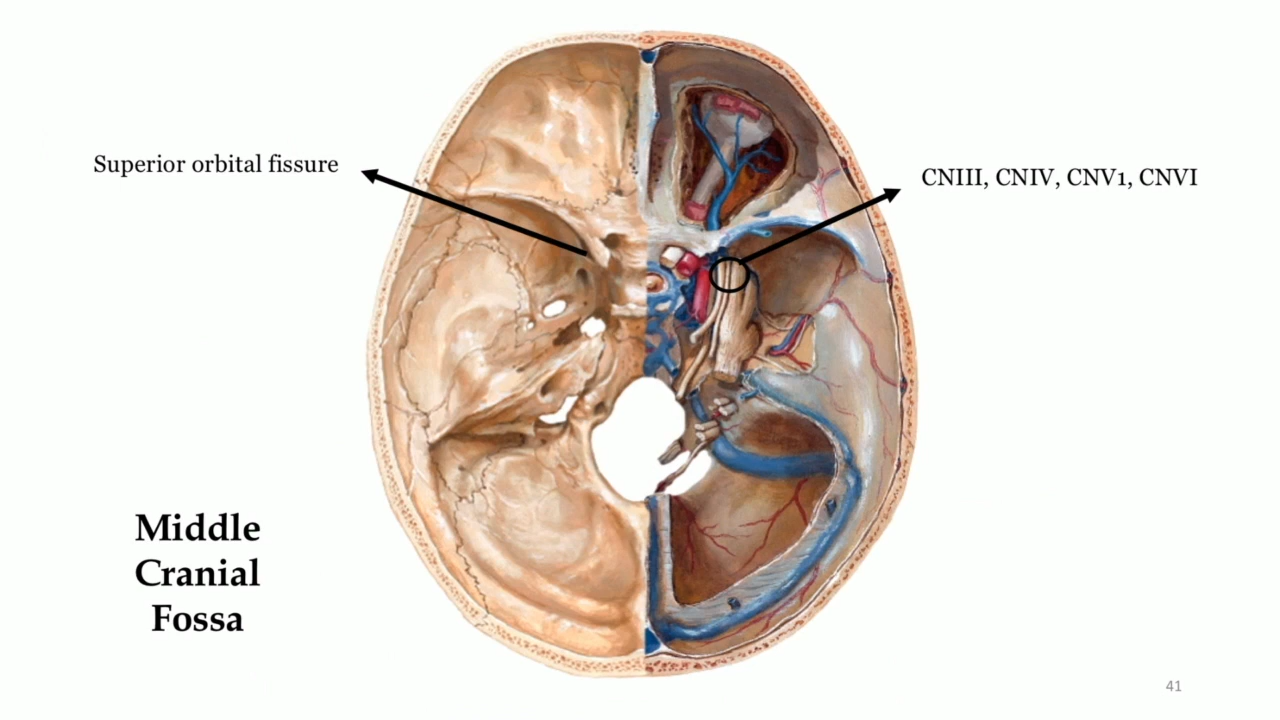 Superior orbital fissure
CNIII, CNIV, CNV1, CNVI
Middle
Cranial
Fossa
41